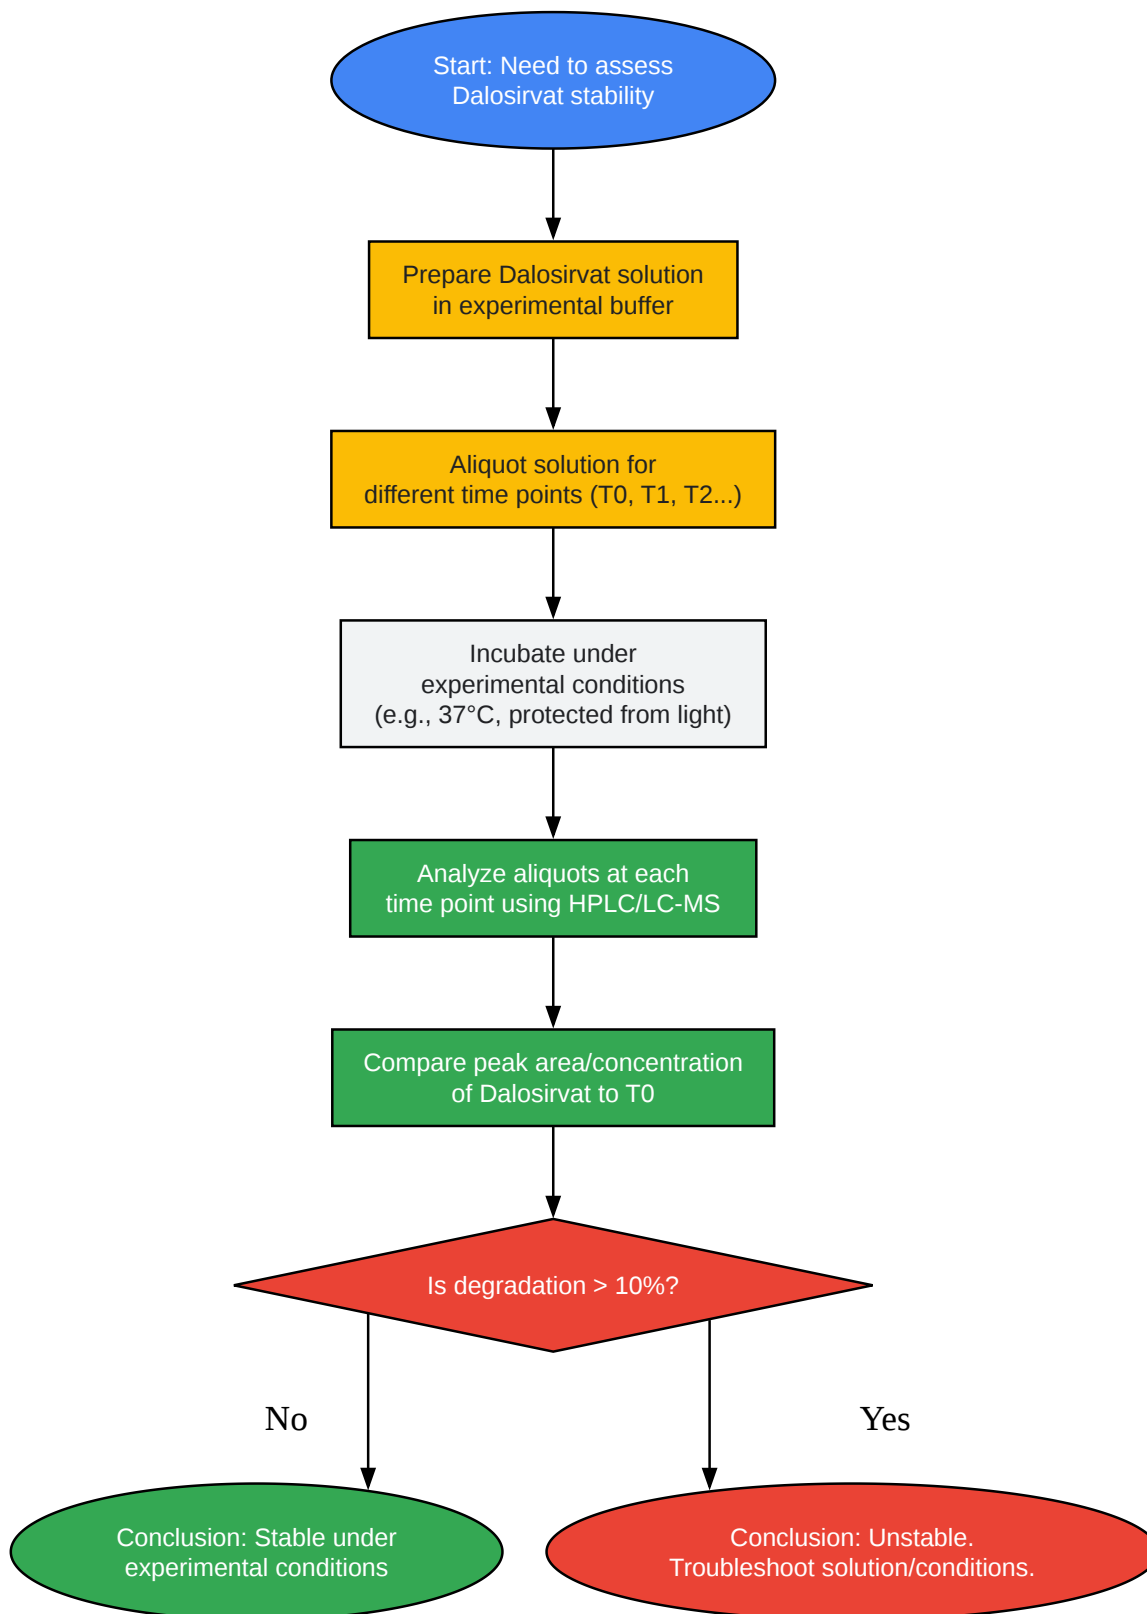 Start: Need to assess
Dalosirvat stability
Prepare Dalosirvat solution
in experimental buffer
Aliquot solution for
different time points (T0, T1, T2...)
Incubate under
experimental conditions
(e.g., 37°C, protected from light)
Analyze aliquots at each
time point using HPLC/LC-MS
Compare peak area/concentration
of Dalosirvat to T0
Is degradation > 10%?
No
Yes
Conclusion: Stable under
experimental conditions
Conclusion: Unstable.
Troubleshoot solution/conditions.